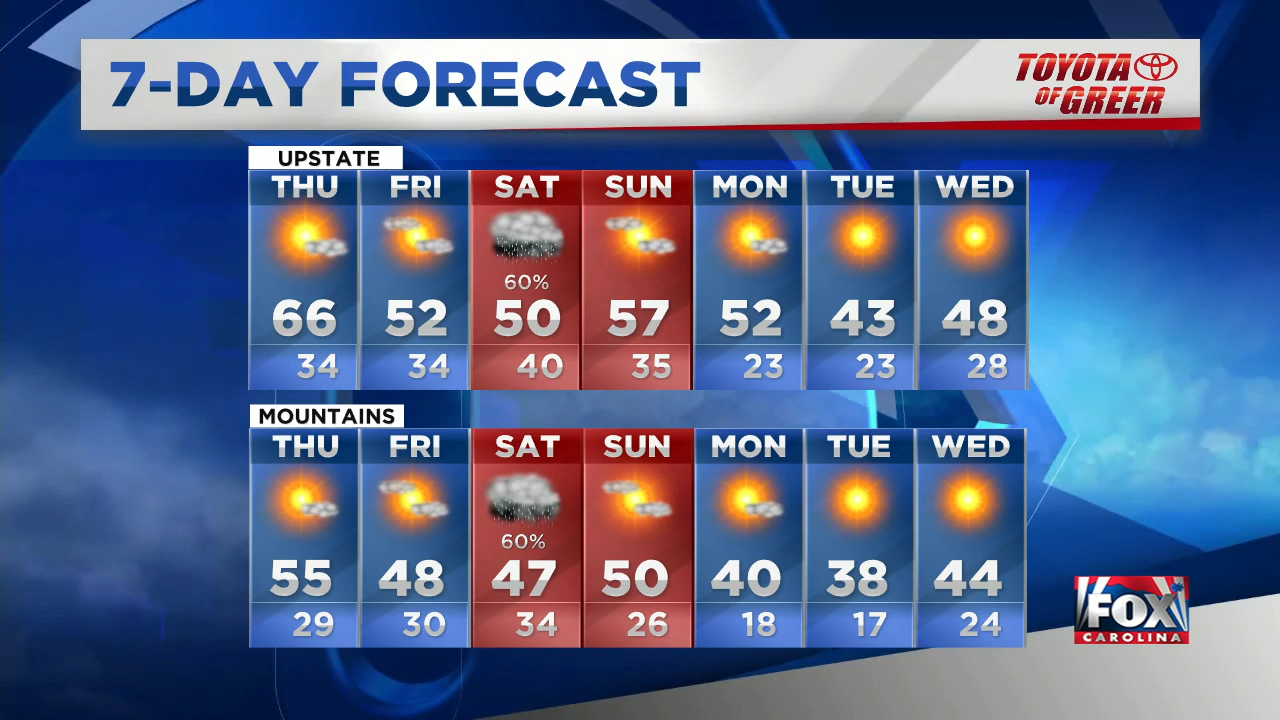 7-DAY FORECAST
TOYOTA
OF GREER
UPSTATE
THU FRI SAT SUN MON TUE WED
60%
66 52 50 57 52 43 48
34 34 40 35 23 23 28
MOUNTAINS
THU FRI SAT SUN MON TUE WED
60%
55 48 47 50 40 38 44
29 30 34 26 18 17 24
FOX
CAROLINA